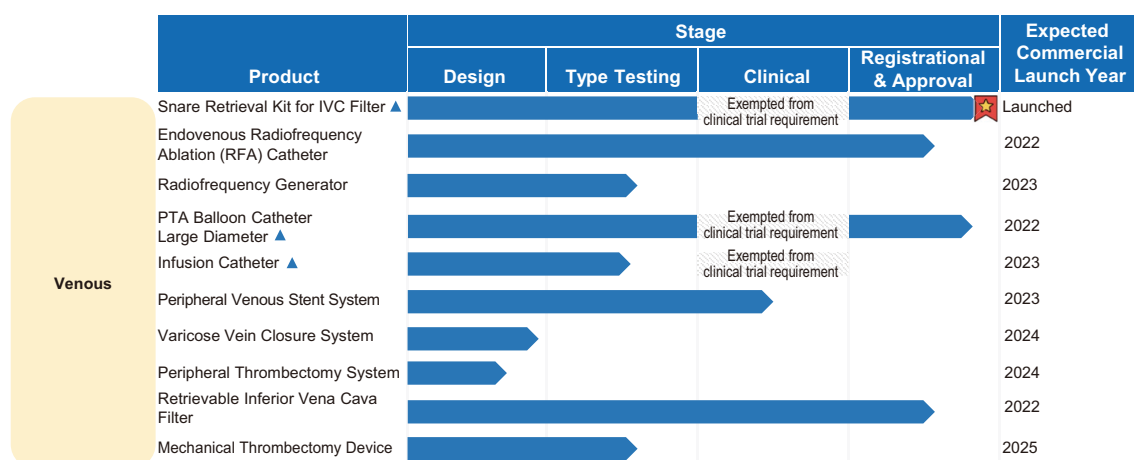 Product
Stage
Expected
Commercial
Launch Year
Design
Type Testing
Clinical
Registrational
& Approval
Venous
Snare Retrieval Kit for IVC Filter ▲
Exempted from
clinical trial requirement
Launched
Endovenous Radiofrequency
Ablation (RFA) Catheter
2022
Radiofrequency Generator
2023
PTA Balloon Catheter
Large Diameter ▲
Exempted from
clinical trial requirement
2022
Infusion Catheter ▲
Exempted from
clinical trial requirement
2023
Peripheral Venous Stent System
2023
Varicose Vein Closure System
2024
Peripheral Thrombectomy System
2024
Retrievable Inferior Vena Cava
Filter
2022
Mechanical Thrombectomy Device
2025